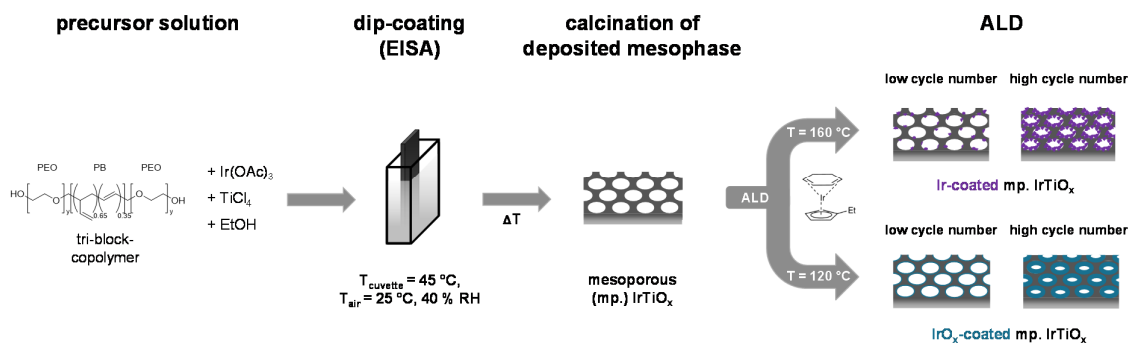 precursor solution
dip-coating
(EISA)
calcination of
deposited mesophase
ALD
low cycle number
high cycle number
T = 160 °C
PEO
PB
PEO
HO
O
y
0.65
0.35
O
y
OH
+ Ir(OAc)₃
+ TiCl₄
+ EtOH
tri-block-
copolymer
ΔT
ALD
Ir
Et
Ir-coated mp. IrTiOₓ
low cycle number
high cycle number
T = 120 °C
T_cuvette = 45 °C,
T_air = 25 °C, 40 % RH
mesoporous
(mp.) IrTiOₓ
IrOₓ-coated mp. IrTiOₓ